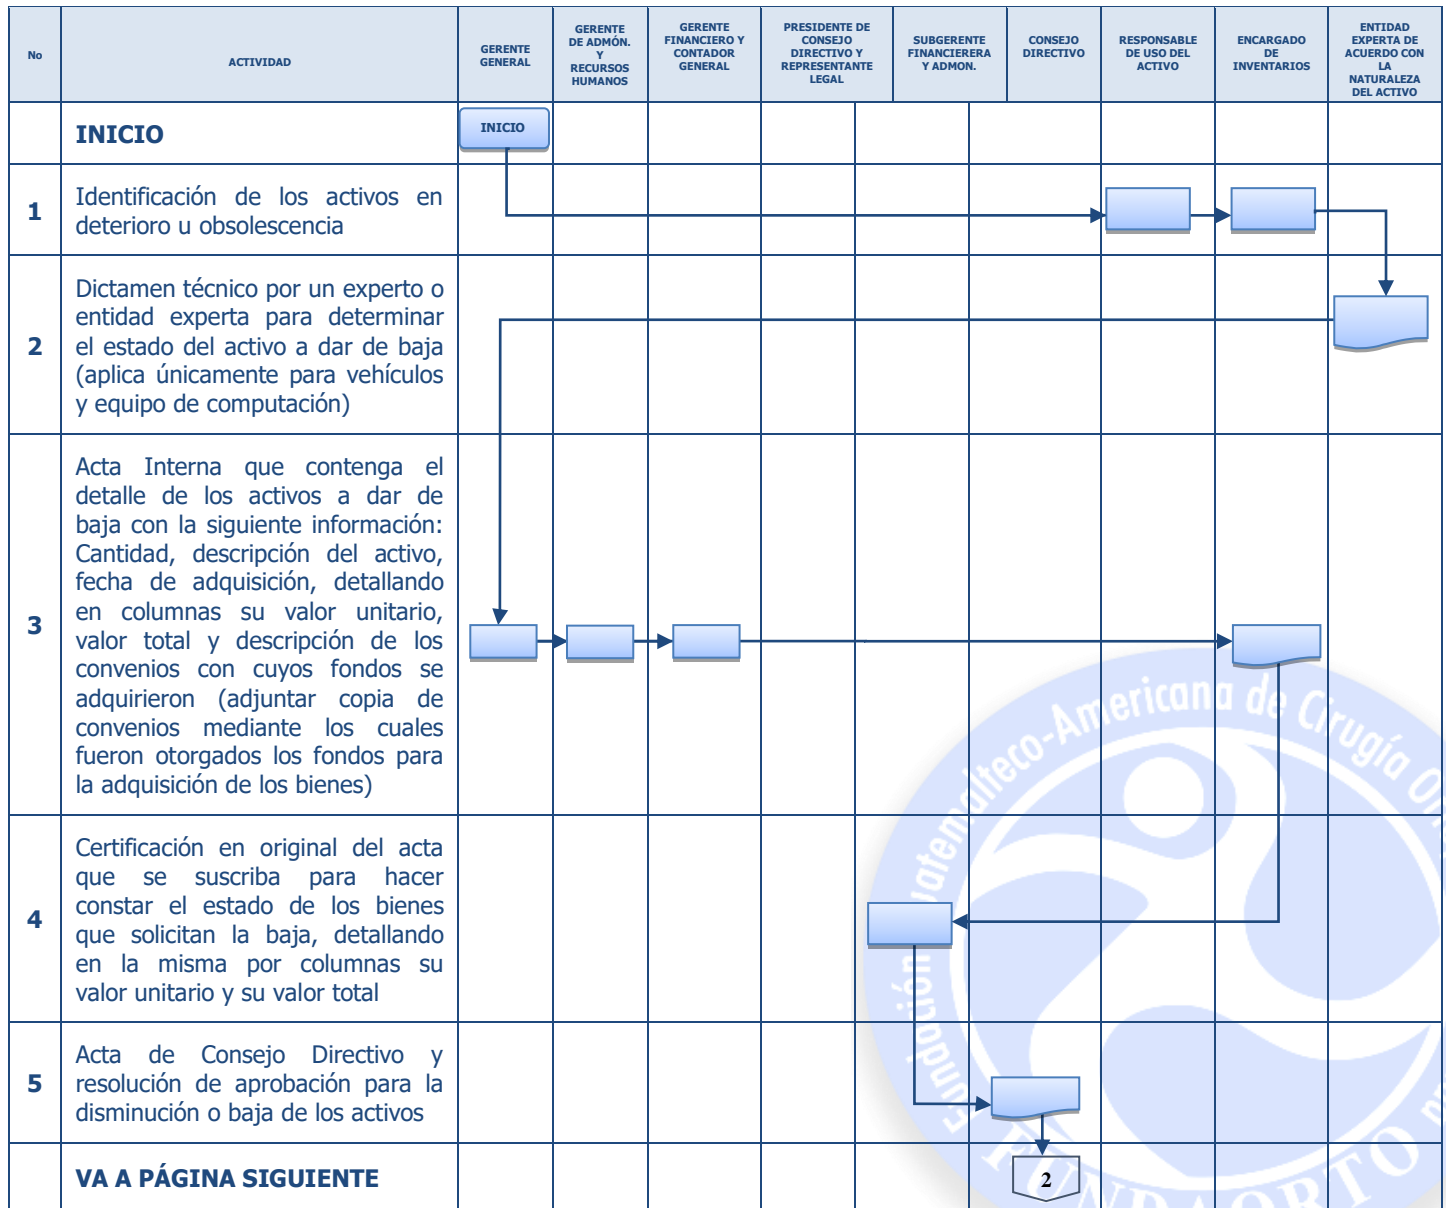 No
ACTIVIDAD
GERENTE
GENERAL
GERENTE
DE ADMÓN.
Y
RECURSOS
HUMANOS
GERENTE
FINANCIERO Y
CONTADOR
GENERAL
PRESIDENTE DE
CONSEJO
DIRECTIVO Y
REPRESENTANTE
LEGAL
SUBGERENTE
FINANCIERERA
Y ADMON.
CONSEJO
DIRECTIVO
RESPONSABLE
DE USO DEL
ACTIVO
ENCARGADO
DE
INVENTARIOS
ENTIDAD
EXPERTA DE
ACUERDO CON
LA
NATURALEZA
DEL ACTIVO
INICIO
INICIO
1
Identificación de los activos en
deterioro u obsolescencia
2
Dictamen técnico por un experto o
entidad experta para determinar
el estado del activo a dar de baja
(aplica únicamente para vehículos
y equipo de computación)
3
Acta Interna que contenga el
detalle de los activos a dar de
baja con la siguiente información:
Cantidad, descripción del activo,
fecha de adquisición, detallando
en columnas su valor unitario,
valor total y descripción de los
convenios con cuyos fondos se
adquirieron (adjuntar copia de
convenios mediante los cuales
fueron otorgados los fondos para
la adquisición de los bienes)
4
Certificación en original del acta
que se suscriba para hacer
constar el estado de los bienes
que solicitan la baja, detallando
en la misma por columnas su
valor unitario y su valor total
5
Acta de Consejo Directivo y
resolución de aprobación para la
disminución o baja de los activos
VA A PÁGINA SIGUIENTE
2
Fundación Guatemalteco-Americana de Cirugía
FUNDAORTO